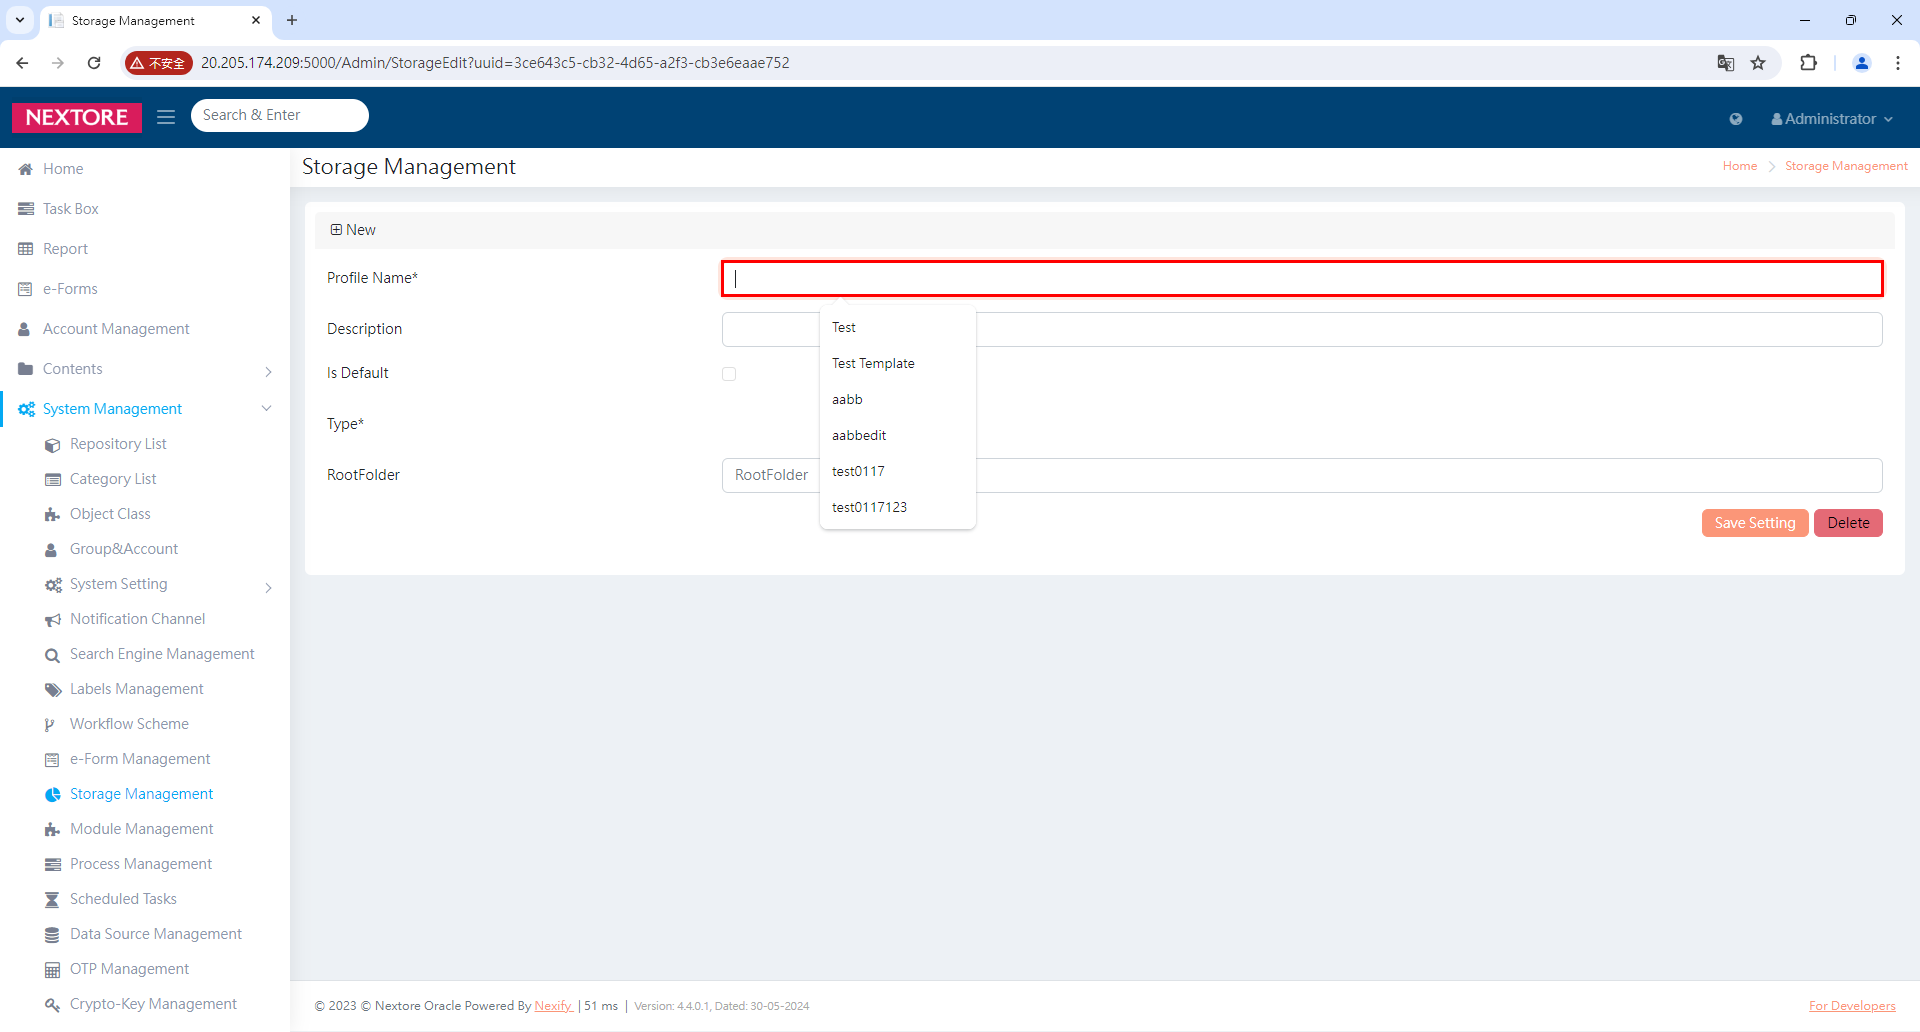 Storage Management
不安全
20.205.174.209:5000/Admin/StorageEdit?uuid=3ce643c5-cb32-4d65-a2f3-cb3e6eaae752
NEXTORE
Search & Enter
Administrator
Home
Task Box
Report
e-Forms
Account Management
Contents
System Management
Repository List
Category List
Object Class
Group&Account
System Setting
Notification Channel
Search Engine Management
Labels Management
Workflow Scheme
e-Form Management
Storage Management
Module Management
Process Management
Scheduled Tasks
Data Source Management
OTP Management
Crypto-Key Management
Storage Management
Home > Storage Management
New
Profile Name*
Description
Is Default
Type*
RootFolder
RootFolder
Test
Test Template
aabb
aabbedit
test0117
test0117123
Save Setting
Delete
© 2023 © Nextore Oracle Powered By Nexify | 51 ms | Version: 4.4.0.1, Dated: 30-05-2024
For Developers